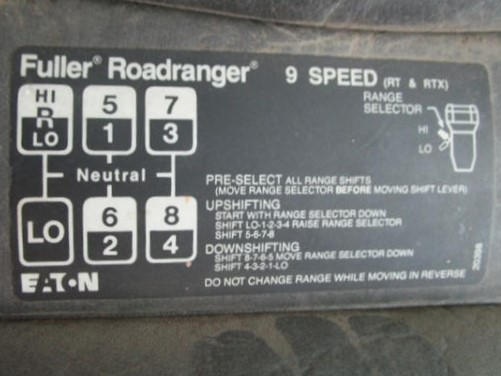 Fuller® Roadranger® 9 SPEED (RT & RTX)
HI
R
LO
5
1
7
3
RANGE
SELECTOR
HI
LO
Neutral
LO
6
2
8
4
PRE-SELECT ALL RANGE SHIFTS
(MOVE RANGE SELECTOR BEFORE MOVING SHIFT LEVER)
UPSHIFTING
START WITH RANGE SELECTOR DOWN
SHIFT LO-1-2-3-4 RAISE RANGE SELECTOR
SHIFT 5-6-7-8
DOWNSHIFTING
SHIFT 8-7-6-5 MOVE RANGE SELECTOR DOWN
SHIFT 4-3-2-1-LO
DO NOT CHANGE RANGE WHILE MOVING IN REVERSE
EATON